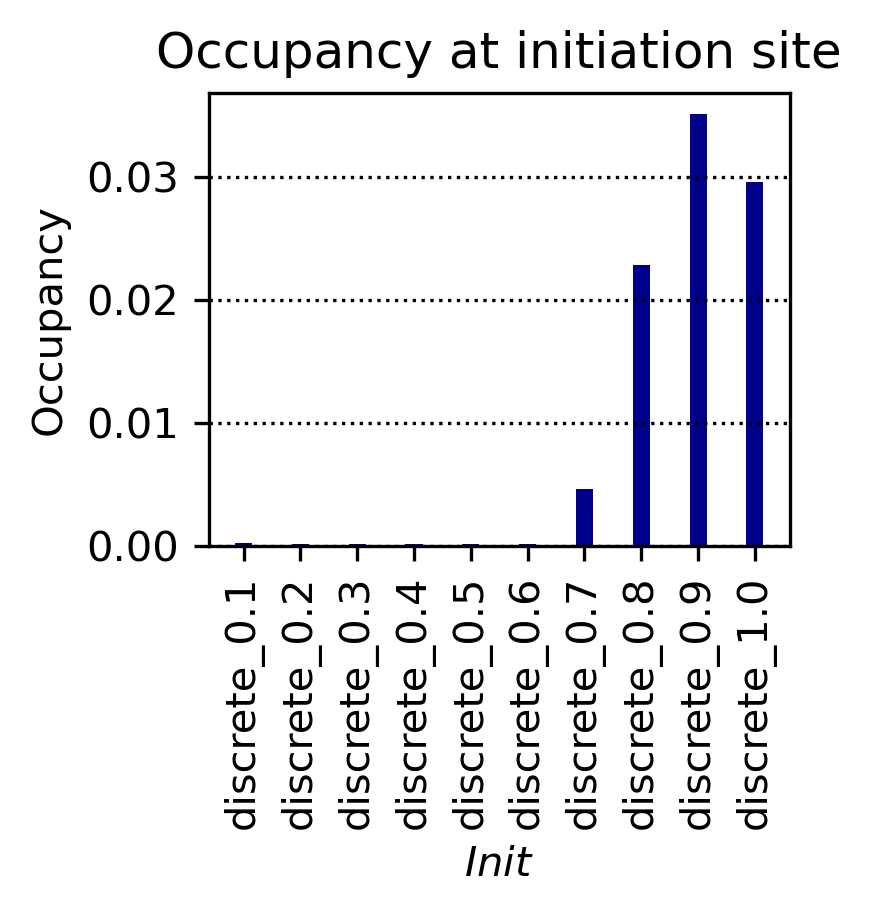 Occupancy at initiation site
Occupancy
0.03
0.02
0.01
0.00
discrete_0.1
discrete_0.2
discrete_0.3
discrete_0.4
discrete_0.5
discrete_0.6
discrete_0.7
discrete_0.8
discrete_0.9
discrete_1.0
Init